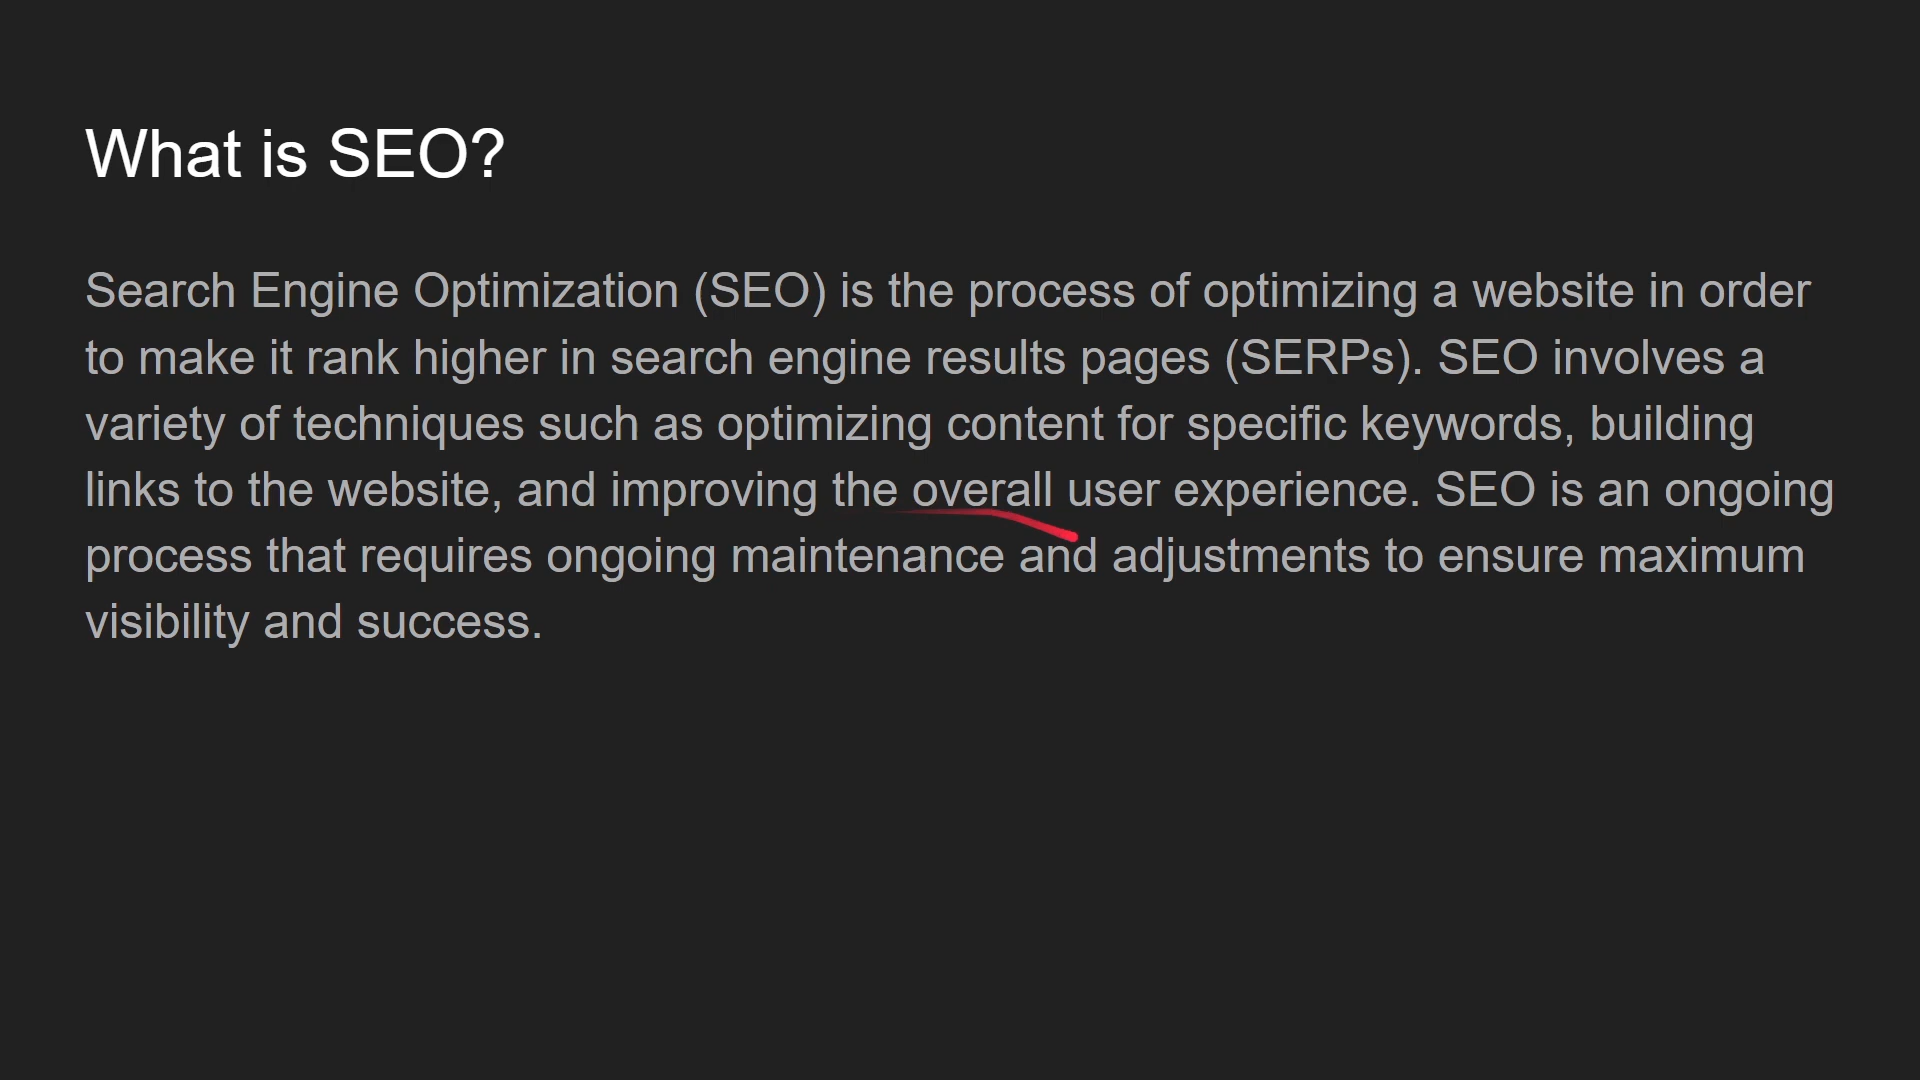 What is SEO?
Search Engine Optimization (SEO) is the process of optimizing a website in order
to make it rank higher in search engine results pages (SERPs). SEO involves a
variety of techniques such as optimizing content for specific keywords, building
links to the website, and improving the overall user experience. SEO is an ongoing
process that requires ongoing maintenance and adjustments to ensure maximum
visibility and success.